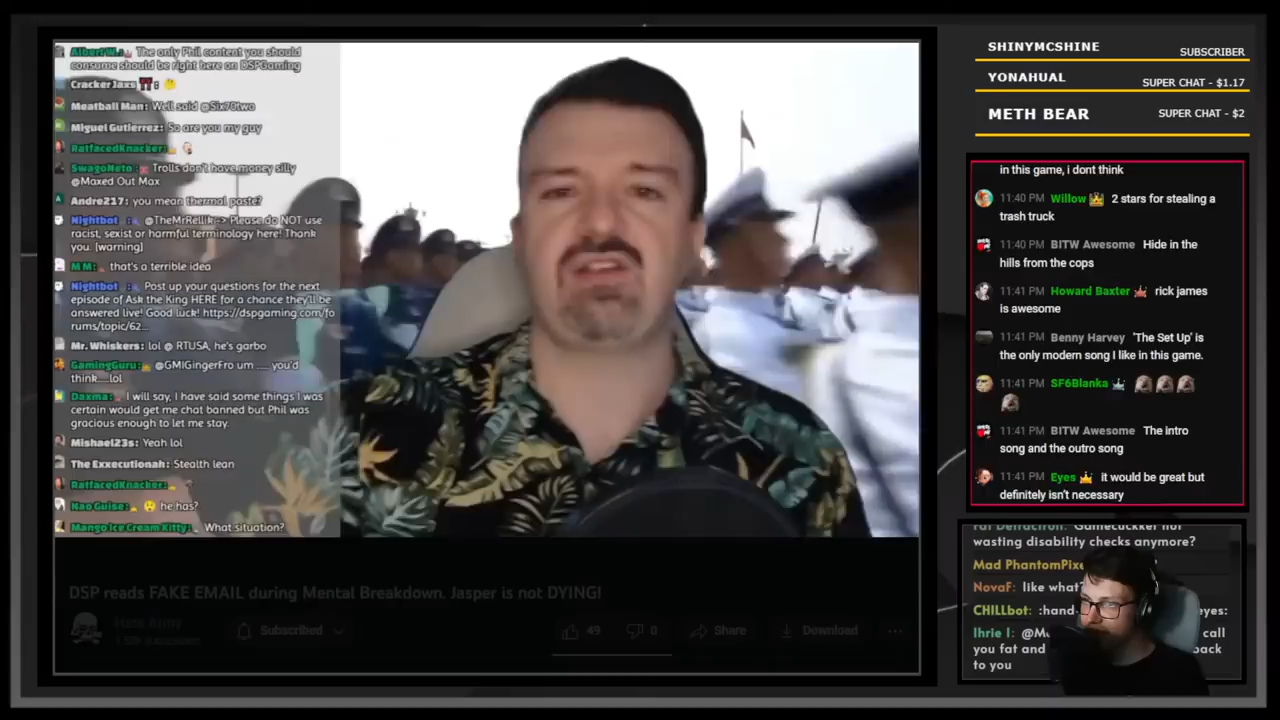 Albert W.: The only Phil content you should
consume should be right here on DSPGaming
CrackerJaxs :
Meatball Man: Well said @Six70two
Miguel Gutierrez: So are you my guy
RatfacedKnacker:
SwagoNeto: Trolls don't have money silly
@Maxed Out Max
Andre217: you mean thermal paste?
Nightbot : @TheMrRellik -> Please do NOT use
racist, sexist or harmful terminology here! Thank
you. [warning]
M M: that's a terrible idea
Nightbot : Post up your questions for the next
episode of Ask the King HERE for a chance they'll be
answered live! Good luck! https://dspgaming.com/fo
rums/topic/62...
Mr. Whiskers: lol @ RTUSA, he's garbo
GamingGuru: @GMIGingerFro um ..... you'd
think....lol
Daxma: I will say, I have said some things I was
certain would get me chat banned but Phil was
gracious enough to let me stay.
Mishael23s: Yeah lol
The Exxecutionah: Stealth lean
RatfacedKnacker:
Nao Guise: he has?
Mango Ice Cream Kitty: What situation?
DSP reads FAKE EMAIL during Mental Breakdown. Jasper is not DYING!
Subscribed
49
0
Share
Download
SHINYMCSHINE SUBSCRIBER
YONAHUAL SUPER CHAT - $1.17
METH BEAR SUPER CHAT - $2
in this game, i dont think
11:40 PM Willow 2 stars for stealing a
trash truck
11:40 PM BITW Awesome Hide in the
hills from the cops
11:41 PM Howard Baxter rick james
is awesome
11:41 PM Benny Harvey 'The Set Up' is
the only modern song I like in this game.
11:41 PM SF6Blanka
11:41 PM BITW Awesome The intro
song and the outro song
11:41 PM Eyes it would be great but
definitely isn't necessary
wasting disability checks anymore?
Mad
NovaF: like what
CHILLbot: :hand eyes:
Ihrie I: call
you fat and back
to you